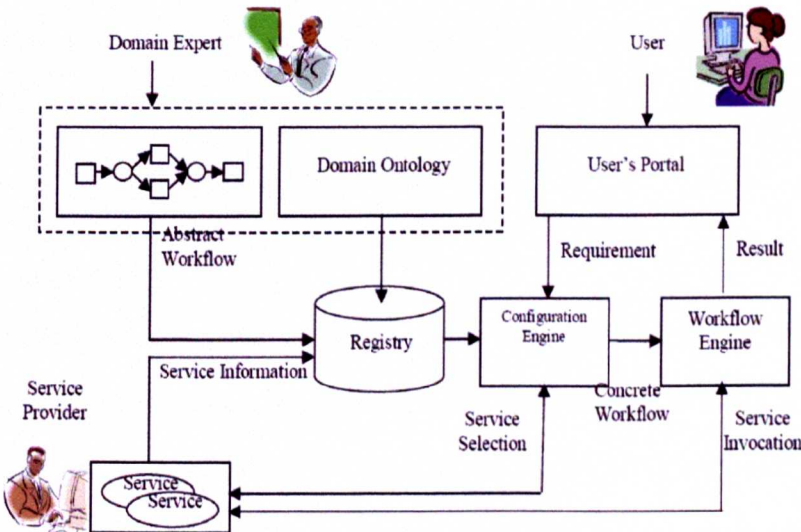 Domain Expert
User
Domain Ontology
User's Portal
Abstract
Workflow
Requirement
Result
Registry
Configuration
Engine
Workflow
Engine
Service Information
Concrete
Workflow
Service
Provider
Service
Selection
Service
Invocation
Service
Service